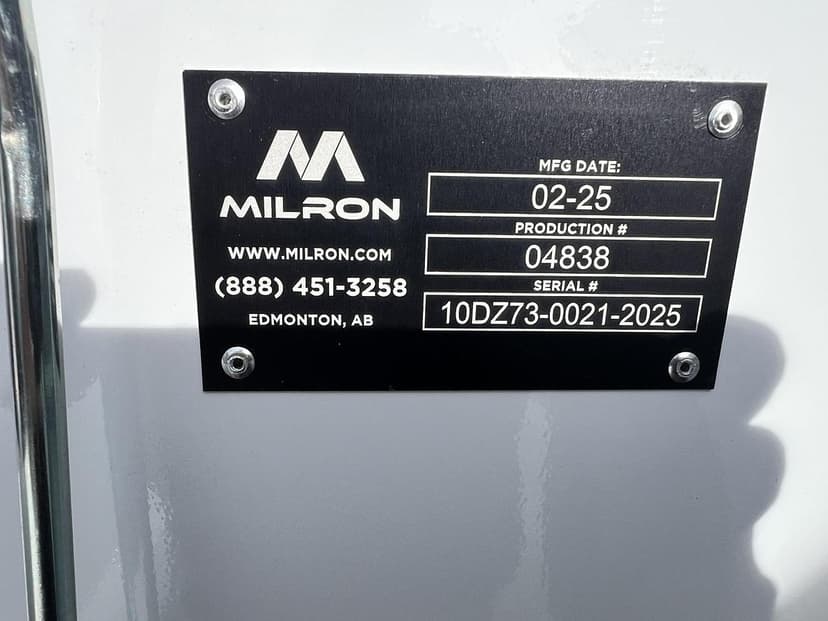 MILRON
WWW.MILRON.COM
(888) 451-3258
EDMONTON, AB
MFG DATE:
02-25
PRODUCTION #
04838
SERIAL #
10DZ73-0021-2025